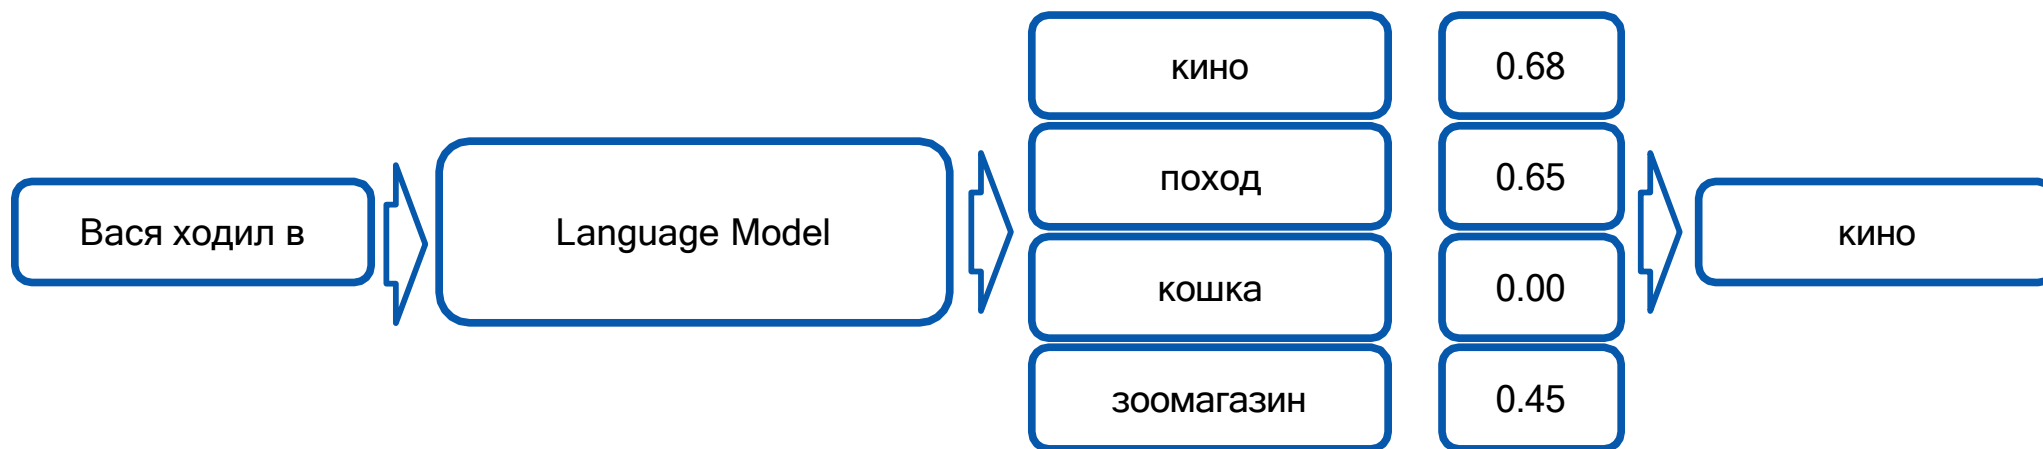 Вася ходил в
Language Model
кино 0.68
поход 0.65
кошка 0.00
зоомагазин 0.45
кино